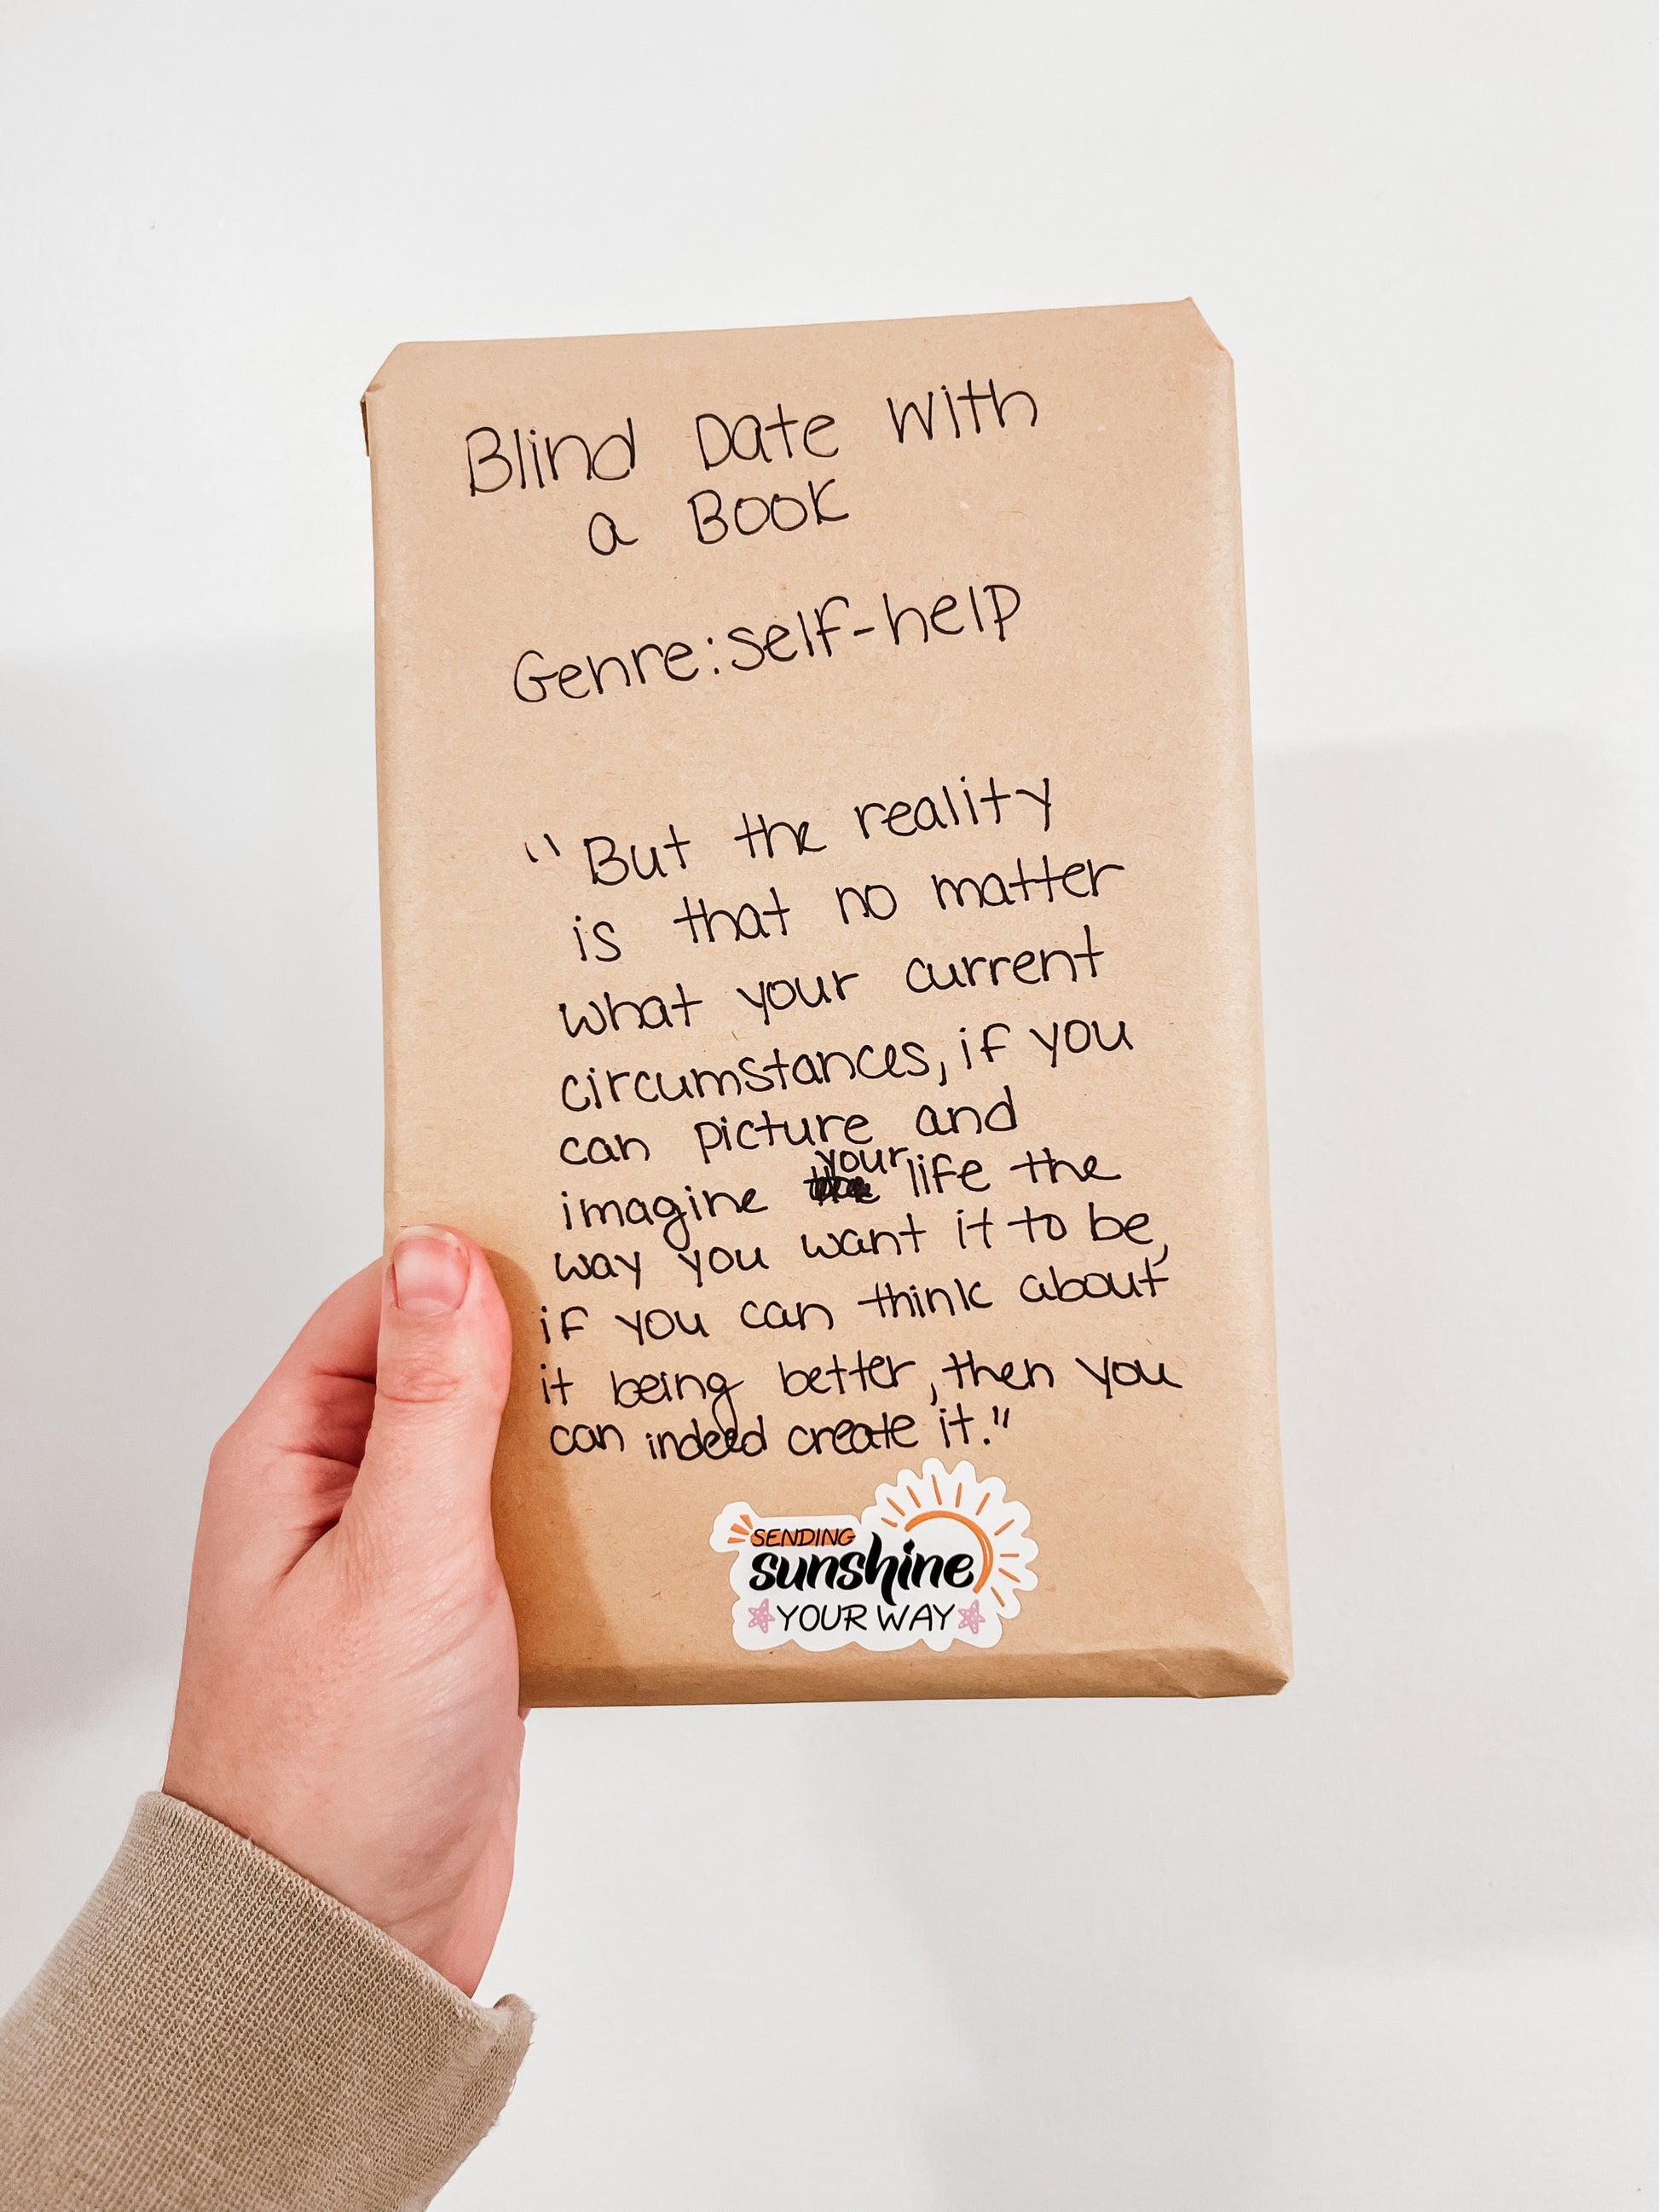 Blind Date With
a Book
Genre: self-help
"But the reality
is that no matter
what your current
circumstances, if you
can picture and
imagine your life the
way you want it to be,
if you can think about
it being better, then you
can indeed create it."
SENDING
sunshine
YOUR WAY